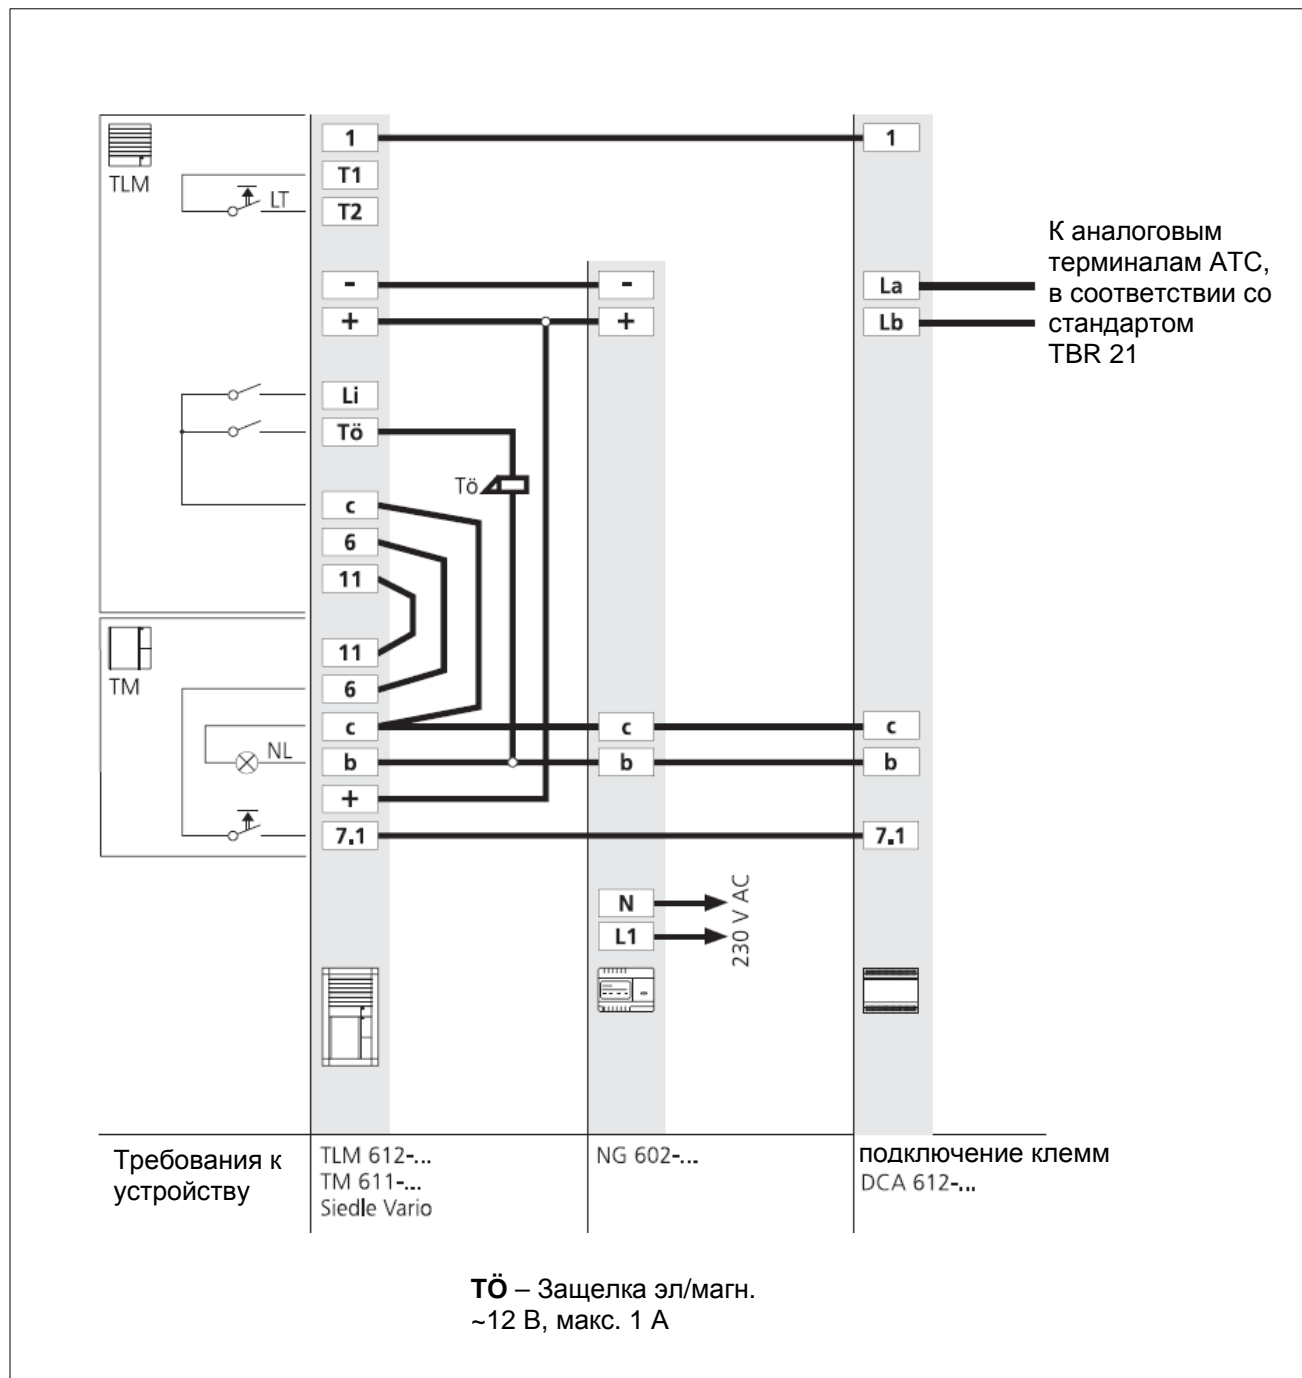 1 1
TLM
T1
LT
T2
К аналоговым
терминалам АТС,
в соответствии со
стандартом
TBR 21
- - La
+ + Lb
Li
Tö
Tö
c
6
11
11
TM
6
c c c
NL
b b b
+
7.1 7.1
N
L1
230 V AC
Требования к
устройству
TLM 612-...
TM 611-...
Siedle Vario
NG 602-...
подключение клемм
DCA 612-...
TÖ – Защелка эл/магн.
~12 В, макс. 1 А